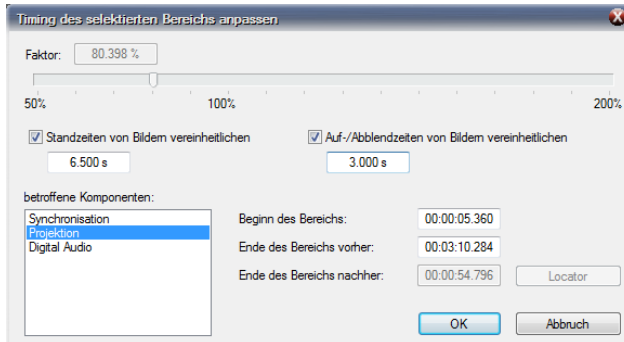 Timing des selektierten Bereichs anpassen
Faktor: 80.398 %
50% 100% 200%
Standzeiten von Bildern vereinheitlichen Auf-/Abblendzeiten von Bildern vereinheitlichen
6.500 s 3.000 s
betroffene Komponenten:
Synchronisation Beginn des Bereichs: 00:00:05.360
Projektion
Digital Audio Ende des Bereichs vorher: 00:03:10.284
Ende des Bereichs nachher: 00:00:54.796 Locator
OK Abbruch